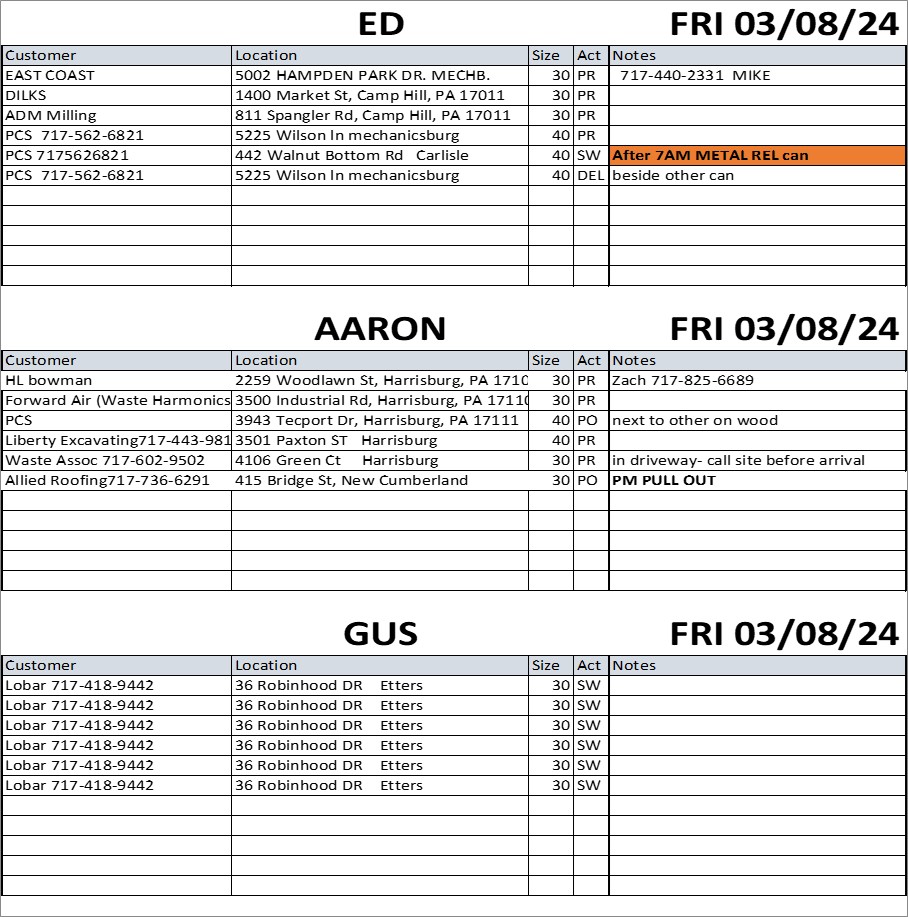 ED FRI 03/08/24
Customer Location Size Act Notes
EAST COAST 5002 HAMPDEN PARK DR. MECHB. 30 PR 717-440-2331 MIKE
DILKS 1400 Market St, Camp Hill, PA 17011 30 PR
ADM Milling 811 Spangler Rd, Camp Hill, PA 17011 30 PR
PCS 717-562-6821 5225 Wilson ln mechanicsburg 40 PR
PCS 7175626821 442 Walnut Bottom Rd Carlisle 40 SW After 7AM METAL REL can
PCS 717-562-6821 5225 Wilson ln mechanicsburg 40 DEL beside other can
AARON FRI 03/08/24
Customer Location Size Act Notes
HL bowman 2259 Woodlawn St, Harrisburg, PA 1710 30 PR Zach 717-825-6689
Forward Air (Waste Harmonics 3500 Industrial Rd, Harrisburg, PA 17110 30 PR
PCS 3943 Tecport Dr, Harrisburg, PA 17111 40 PO next to other on wood
Liberty Excavating717-443-981 3501 Paxton ST Harrisburg 40 PR
Waste Assoc 717-602-9502 4106 Green Ct Harrisburg 30 PR in driveway- call site before arrival
Allied Roofing717-736-6291 415 Bridge St, New Cumberland 30 PO PM PULL OUT
GUS FRI 03/08/24
Customer Location Size Act Notes
Lobar 717-418-9442 36 Robinhood DR Etters 30 SW
Lobar 717-418-9442 36 Robinhood DR Etters 30 SW
Lobar 717-418-9442 36 Robinhood DR Etters 30 SW
Lobar 717-418-9442 36 Robinhood DR Etters 30 SW
Lobar 717-418-9442 36 Robinhood DR Etters 30 SW
Lobar 717-418-9442 36 Robinhood DR Etters 30 SW